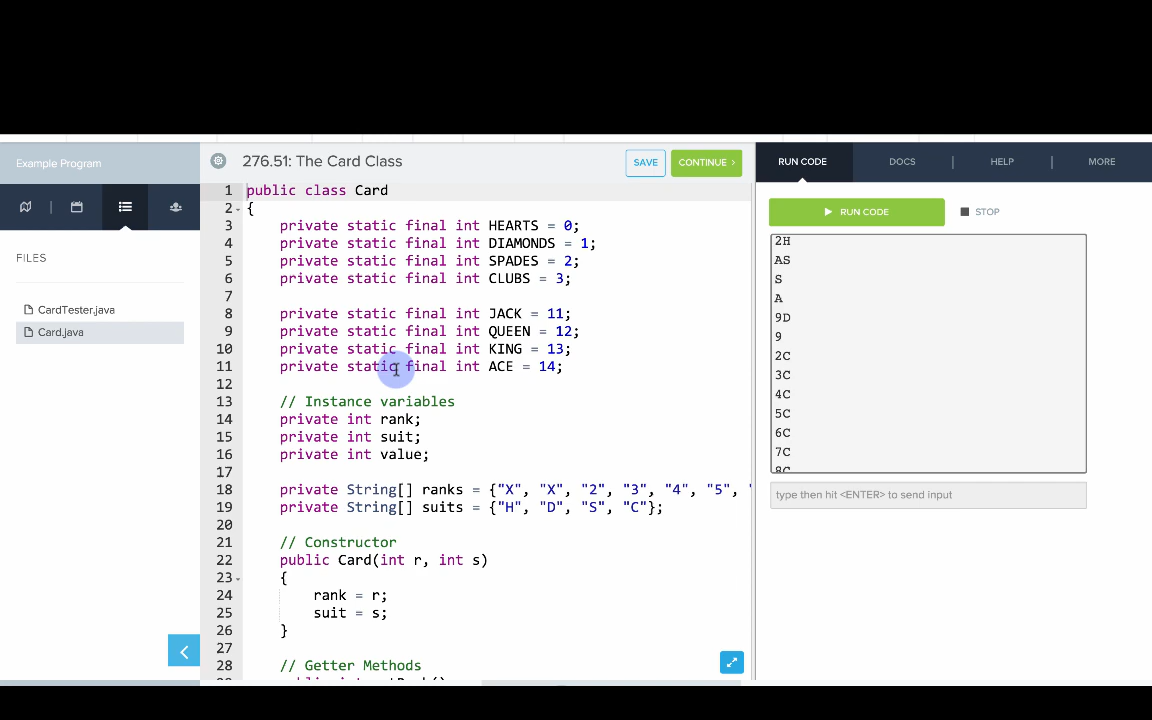 Example Program
276.51: The Card Class
SAVE
CONTINUE ›
RUN CODE
DOCS
HELP
MORE
FILES
CardTester.java
Card.java
1 public class Card
2 {
3 private static final int HEARTS = 0;
4 private static final int DIAMONDS = 1;
5 private static final int SPADES = 2;
6 private static final int CLUBS = 3;
7
8 private static final int JACK = 11;
9 private static final int QUEEN = 12;
10 private static final int KING = 13;
11 private static final int ACE = 14;
12
13 // Instance variables
14 private int rank;
15 private int suit;
16 private int value;
17
18 private String[] ranks = {"X", "X", "2", "3", "4", "5", "
19 private String[] suits = {"H", "D", "S", "C"};
20
21 // Constructor
22 public Card(int r, int s)
23 {
24 rank = r;
25 suit = s;
26 }
27
28 // Getter Methods
RUN CODE
STOP
2H
AS
S
A
9D
9
2C
3C
4C
5C
6C
7C
8C
type then hit <ENTER> to send input